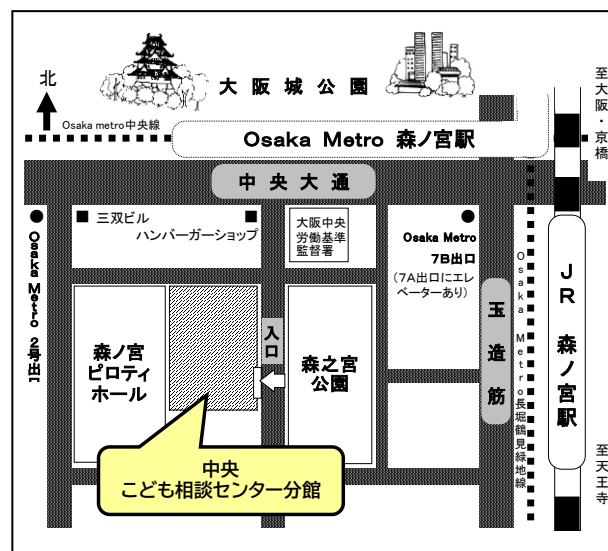 北
大阪城公園
Osaka metro中央線
Osaka Metro 森ノ宮駅
至大阪・京橋
中央大通
三双ビル
ハンバーガーショップ
大阪中央
労働基準
監督署
Osaka Metro
7B出口
(7A出口にエレ
ベーターあり)
Osaka Metro 2号出口
森ノ宮
ピロティ
ホール
入口
森之宮
公園
玉造筋
Osaka Metro長堀鶴見緑地線
JR 森ノ宮駅
至天王寺
中央
こども相談センター分館